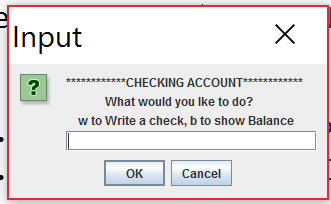 Input
************CHECKING ACCOUNT************
What would you lke to do?
w to Write a check, b to show Balance
OK Cancel